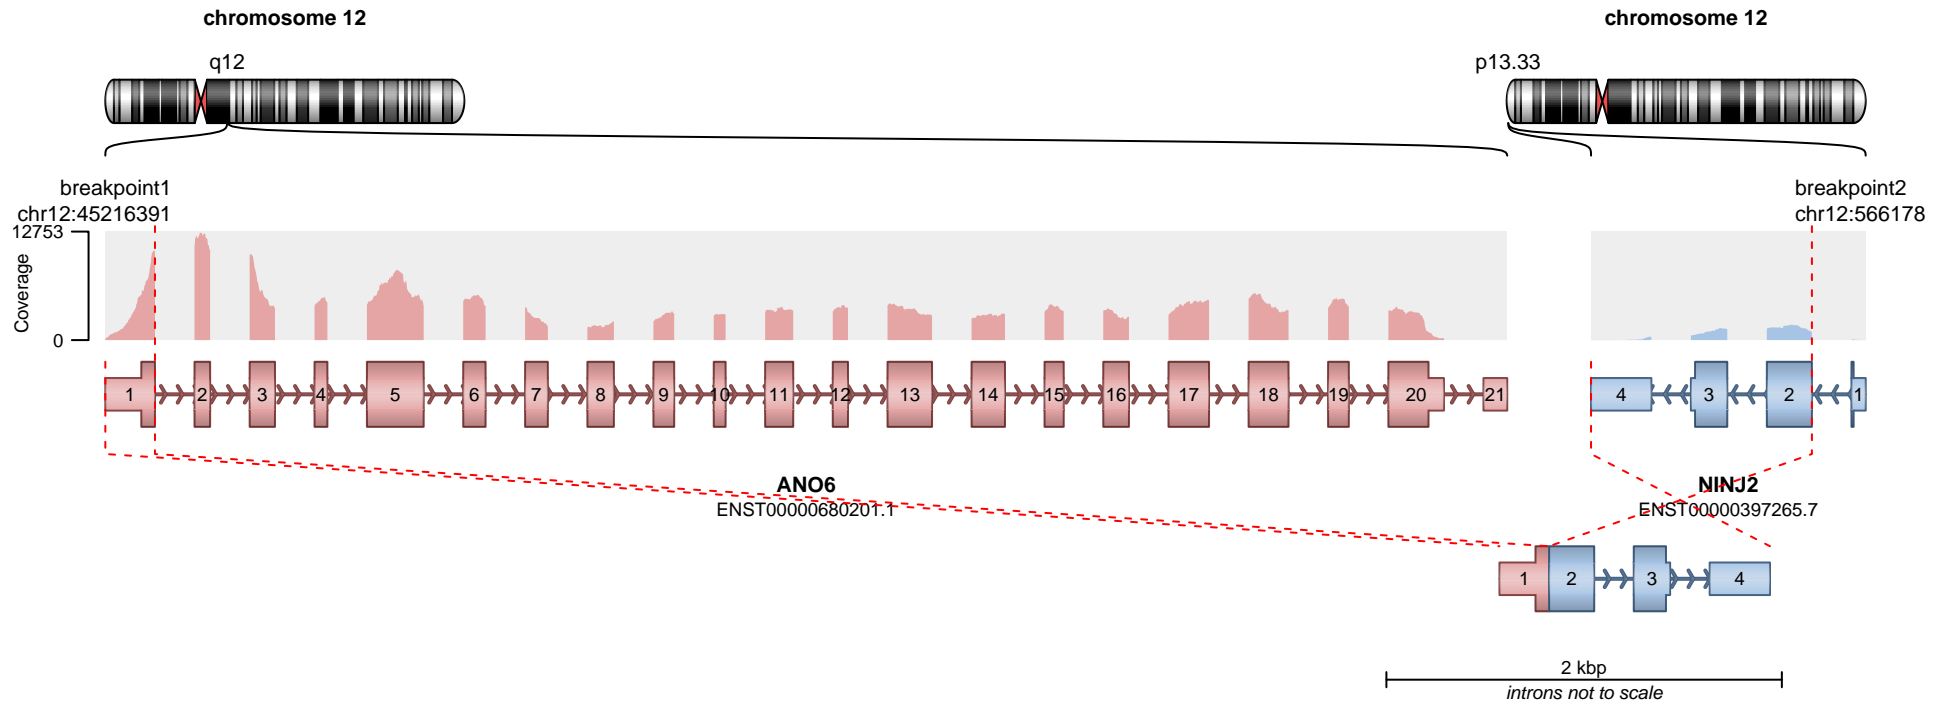 chromosome 12
chromosome 12
q12
p13.33
breakpoint1
chr12:45216391
breakpoint2
chr12:566178
12753
Coverage
0
1 2 3 4 5 6 7 8 9 10 11 12 13 14 15 16 17 18 19 20 21
4 3 2 1
ANO6
ENST00000680201.1
NINJ2
ENST00000397265.7
1 2 3 4
2 kbp
introns not to scale